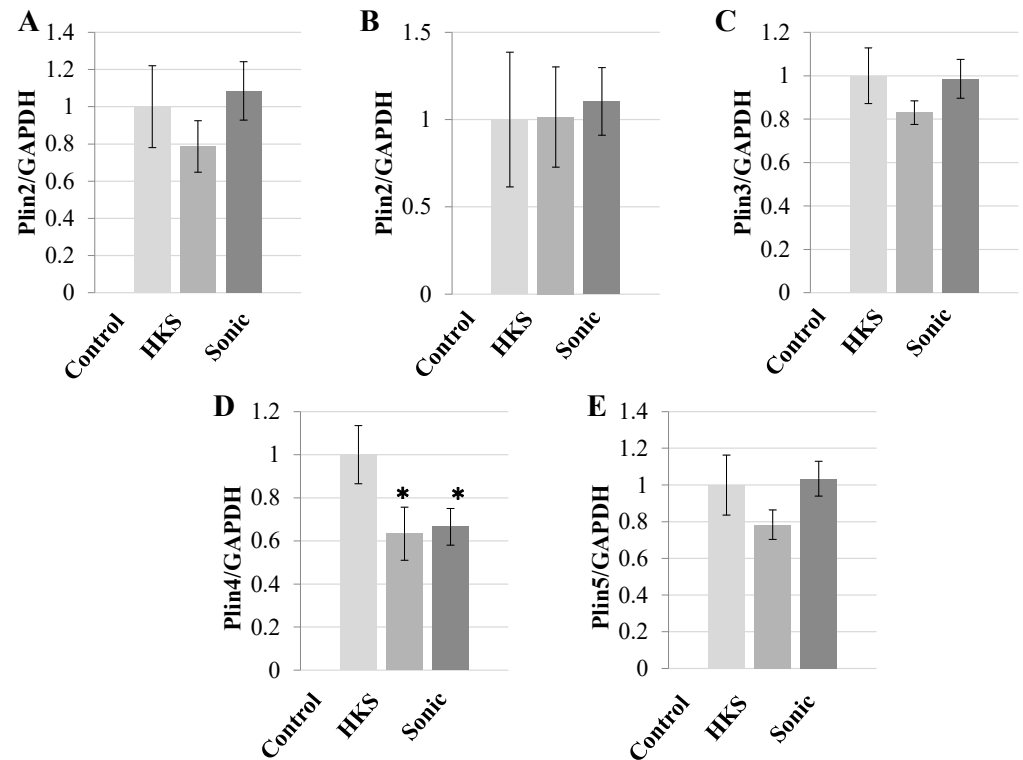 A
Plin2/GAPDH
1.4
1.2
1
0.8
0.6
0.4
0.2
0
Control
HKS
Sonic
B
Plin2/GAPDH
1.5
1
0.5
0
Control
HKS
Sonic
C
Plin3/GAPDH
1.2
1
0.8
0.6
0.4
0.2
0
Control
HKS
Sonic
D
Plin4/GAPDH
1.2
1
0.8
0.6
0.4
0.2
0
* *
Control
HKS
Sonic
E
Plin5/GAPDH
1.4
1.2
1
0.8
0.6
0.4
0.2
0
Control
HKS
Sonic